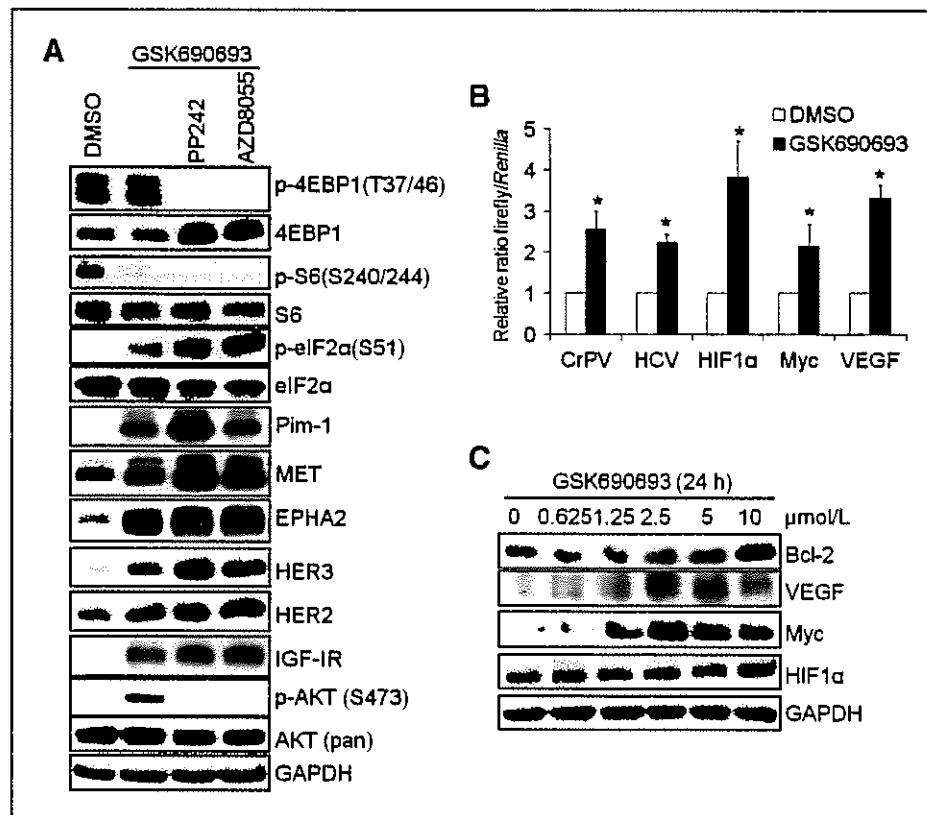 A
GSK690693
DMSO
PP242
AZD8055
p-4EBP1(T37/46)
4EBP1
p-S6(S240/244)
S6
p-eIF2α(S51)
eIF2α
Pim-1
MET
EPHA2
HER3
HER2
IGF-IR
p-AKT (S473)
AKT (pan)
GAPDH
B
DMSO
GSK690693
Relative ratio firefly/Renilla
5
4
3
2
1
0
* * * * *
CrPV HCV HIF1α Myc VEGF
C
GSK690693 (24 h)
0 0.625 1.25 2.5 5 10 µmol/L
Bcl-2
VEGF
Myc
HIF1α
GAPDH